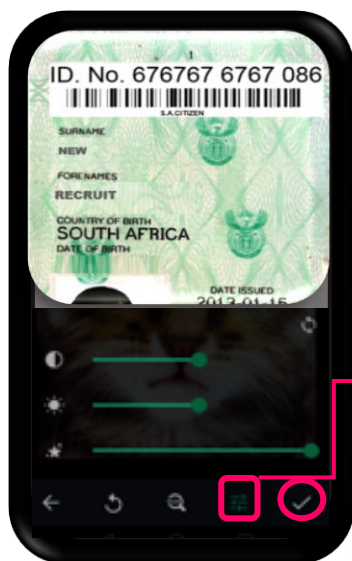 1
ID. No. 676767 6767 086
S.A.CITIZEN
SURNAME
NEW
FORENAMES
RECRUIT
COUNTRY OF BIRTH
SOUTH AFRICA
DATE OF BIRTH
DATE ISSUED
2013-01-15